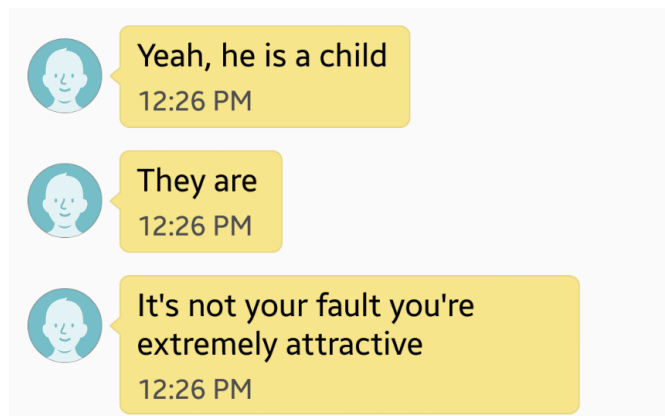 Yeah, he is a child
12:26 PM
They are
12:26 PM
It's not your fault you're
extremely attractive
12:26 PM